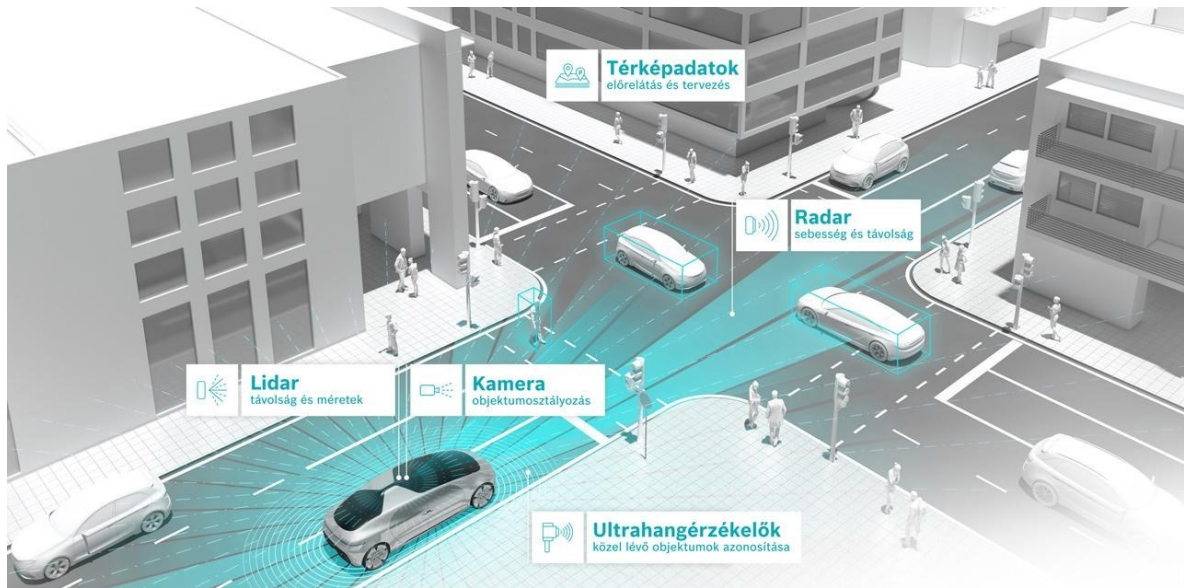 Térképadatok
előrelátás és tervezés
Radar
sebesség és távolság
Lidar
távolság és méretek
Kamera
objektumosztályozás
Ultrahangérzékelők
közel lévő objektumok azonosítása